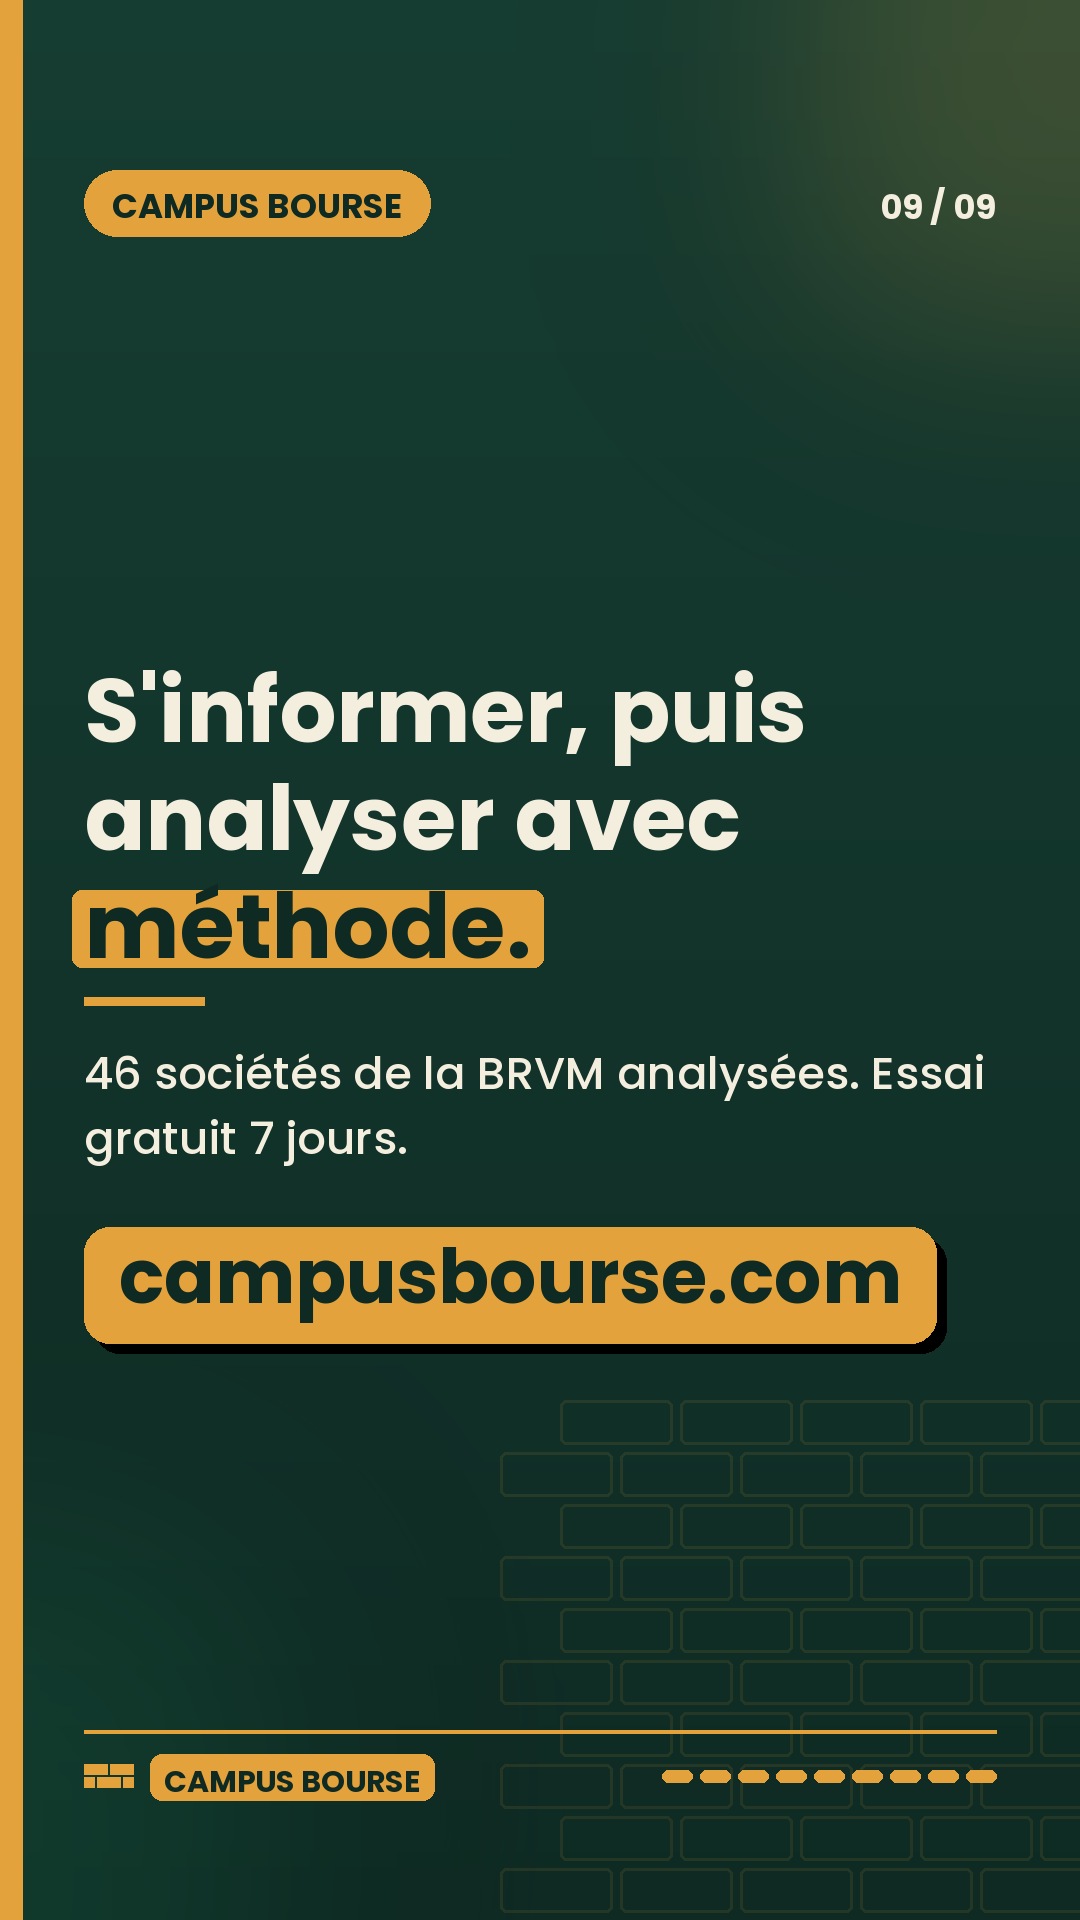 CAMPUS BOURSE
09 / 09
S'informer, puis
analyser avec
méthode.
46 sociétés de la BRVM analysées. Essai
gratuit 7 jours.
campusbourse.com
CAMPUS BOURSE